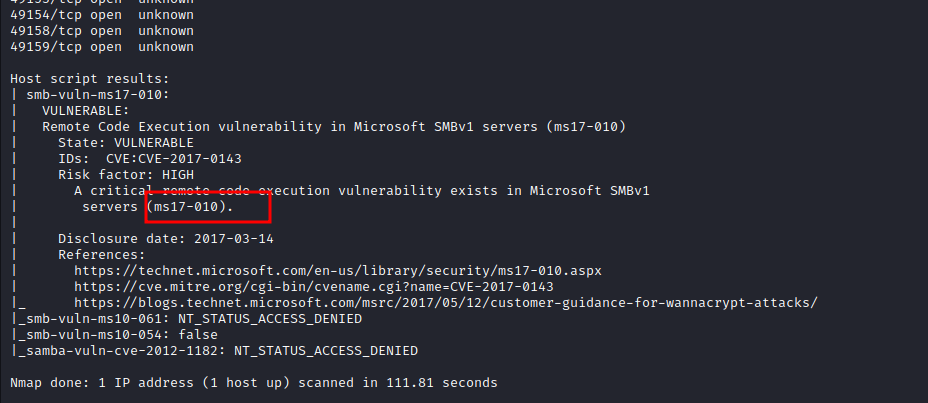 49154/tcp open  unknown
49158/tcp open  unknown
49159/tcp open  unknown
Host script results:
| smb-vuln-ms17-010:
|   VULNERABLE:
|   Remote Code Execution vulnerability in Microsoft SMBv1 servers (ms17-010)
|     State: VULNERABLE
|     IDs:  CVE:CVE-2017-0143
|     Risk factor: HIGH
|       A critical remote code execution vulnerability exists in Microsoft SMBv1
|        servers (ms17-010).
|
|     Disclosure date: 2017-03-14
|     References:
|       https://technet.microsoft.com/en-us/library/security/ms17-010.aspx
|       https://cve.mitre.org/cgi-bin/cvename.cgi?name=CVE-2017-0143
|_      https://blogs.technet.microsoft.com/msrc/2017/05/12/customer-guidance-for-wannacrypt-attacks/
|_smb-vuln-ms10-061: NT_STATUS_ACCESS_DENIED
|_smb-vuln-ms10-054: false
|_samba-vuln-cve-2012-1182: NT_STATUS_ACCESS_DENIED
Nmap done: 1 IP address (1 host up) scanned in 111.81 seconds